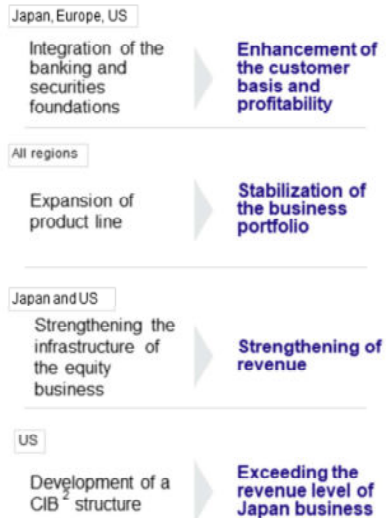 Japan, Europe, US
Integration of the
banking and
securities
foundations
Enhancement of
the customer
basis and
profitability
All regions
Expansion of
product line
Stabilization of
the business
portfolio
Japan and US
Strengthening the
infrastructure of
the equity
business
Strengthening of
revenue
US
Development of a
CIB 2 structure
Exceeding the
revenue level of
Japan business